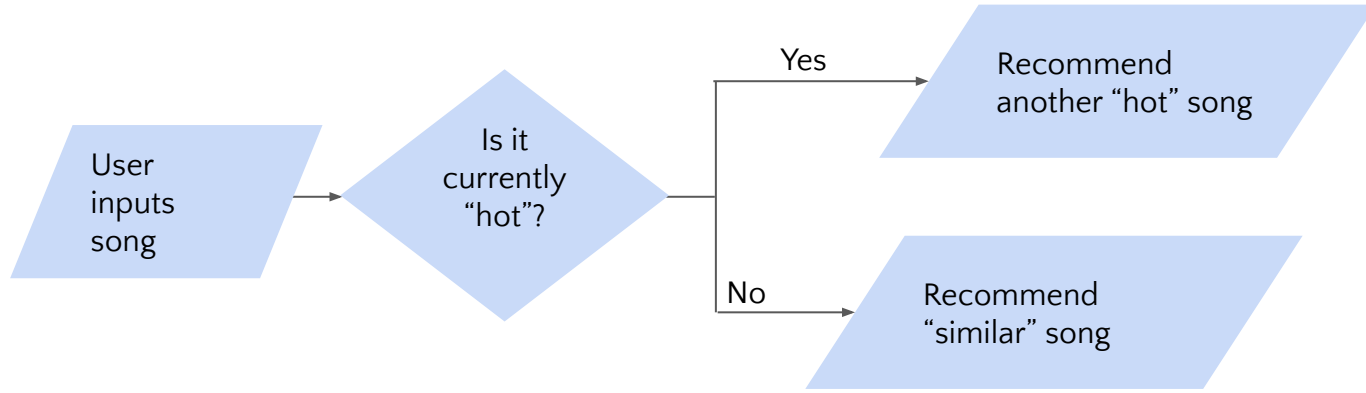 User
inputs
song
Is it
currently
“hot”?
Yes
Recommend
another “hot” song
No
Recommend
“similar” song